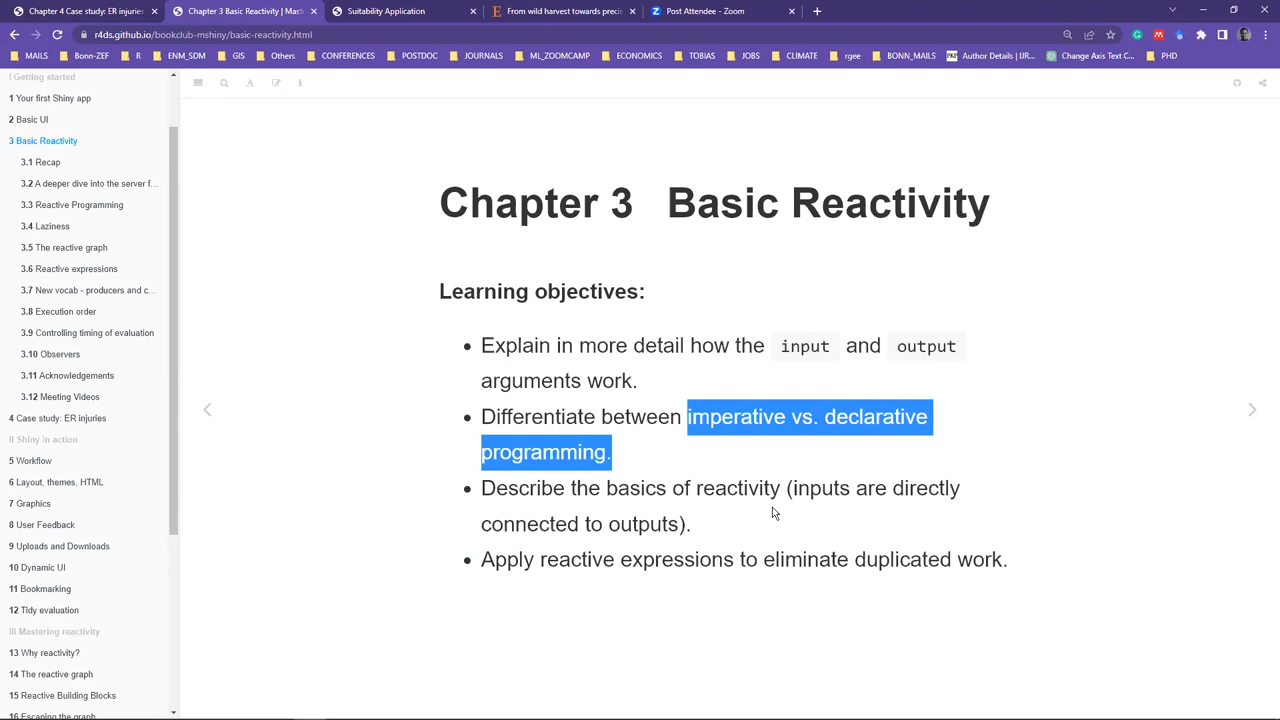 Chapter 4 Case study: ER injuries
Chapter 3 Basic Reactivity | Mast
Suitability Application
From wild harvest towards precis
Post Attendee - Zoom
r4ds.github.io/bookclub-mshiny/basic-reactivity.html
MAILS Bonn-ZEF R ENM_SDM GIS Others CONFERENCES POSTDOC JOURNALS ML_ZOOMCAMP ECONOMICS TOBIAS JOBS CLIMATE rgee BONN_MAILS Author Details | IJR... Change Axis Text C... PHD
I Getting started
1 Your first Shiny app
2 Basic UI
3 Basic Reactivity
3.1 Recap
3.2 A deeper dive into the server f...
3.3 Reactive Programming
3.4 Laziness
3.5 The reactive graph
3.6 Reactive expressions
3.7 New vocab - producers and c...
3.8 Execution order
3.9 Controlling timing of evaluation
3.10 Observers
3.11 Acknowledgements
3.12 Meeting Videos
4 Case study: ER injuries
II Shiny in action
5 Workflow
6 Layout, themes, HTML
7 Graphics
8 User Feedback
9 Uploads and Downloads
10 Dynamic UI
11 Bookmarking
12 Tidy evaluation
III Mastering reactivity
13 Why reactivity?
14 The reactive graph
15 Reactive Building Blocks
16 Escaping the graph
Chapter 3 Basic Reactivity
Learning objectives:
• Explain in more detail how the input and output
arguments work.
• Differentiate between imperative vs. declarative
programming.
• Describe the basics of reactivity (inputs are directly
connected to outputs).
• Apply reactive expressions to eliminate duplicated work.